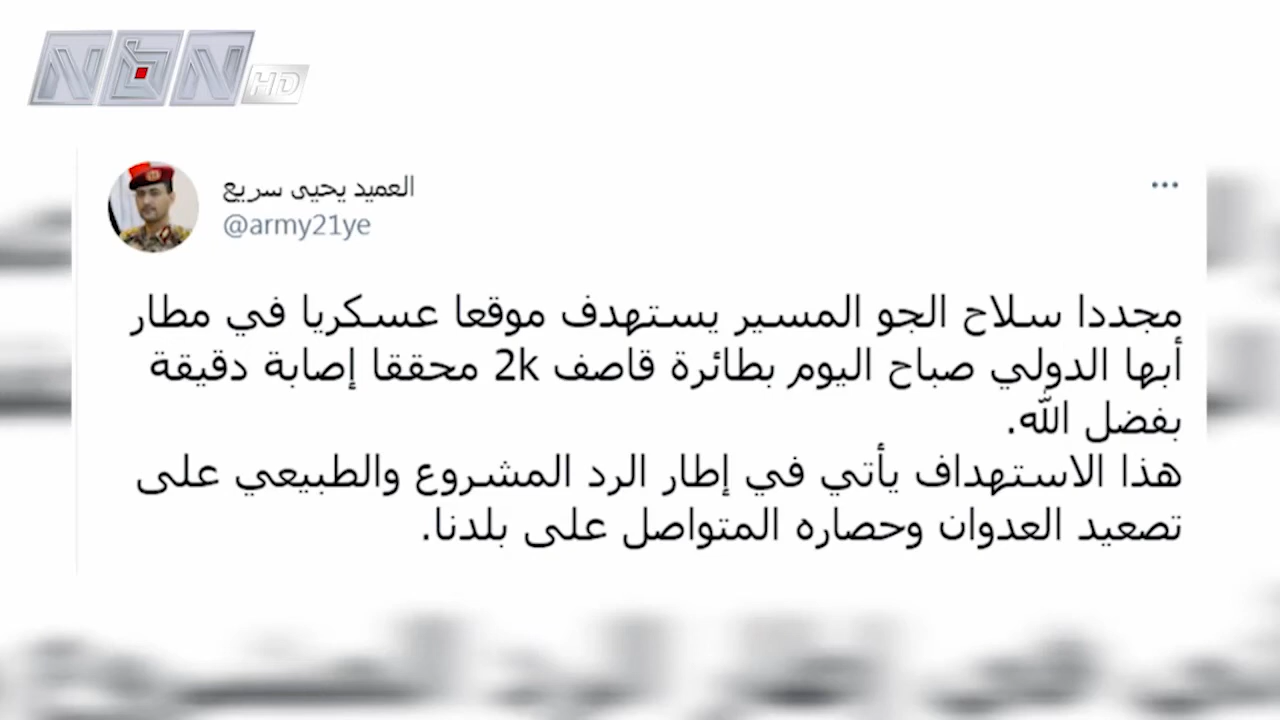 NBN HD
العميد يحيى سريع
@army21ye
مجددا سلاح الجو المسير يستهدف موقعا عسكريا في مطار
أبها الدولي صباح اليوم بطائرة قاصف 2k محققا إصابة دقيقة
بفضل الله.
هذا الاستهداف يأتي في إطار الرد المشروع والطبيعي على
تصعيد العدوان وحصاره المتواصل على بلدنا.